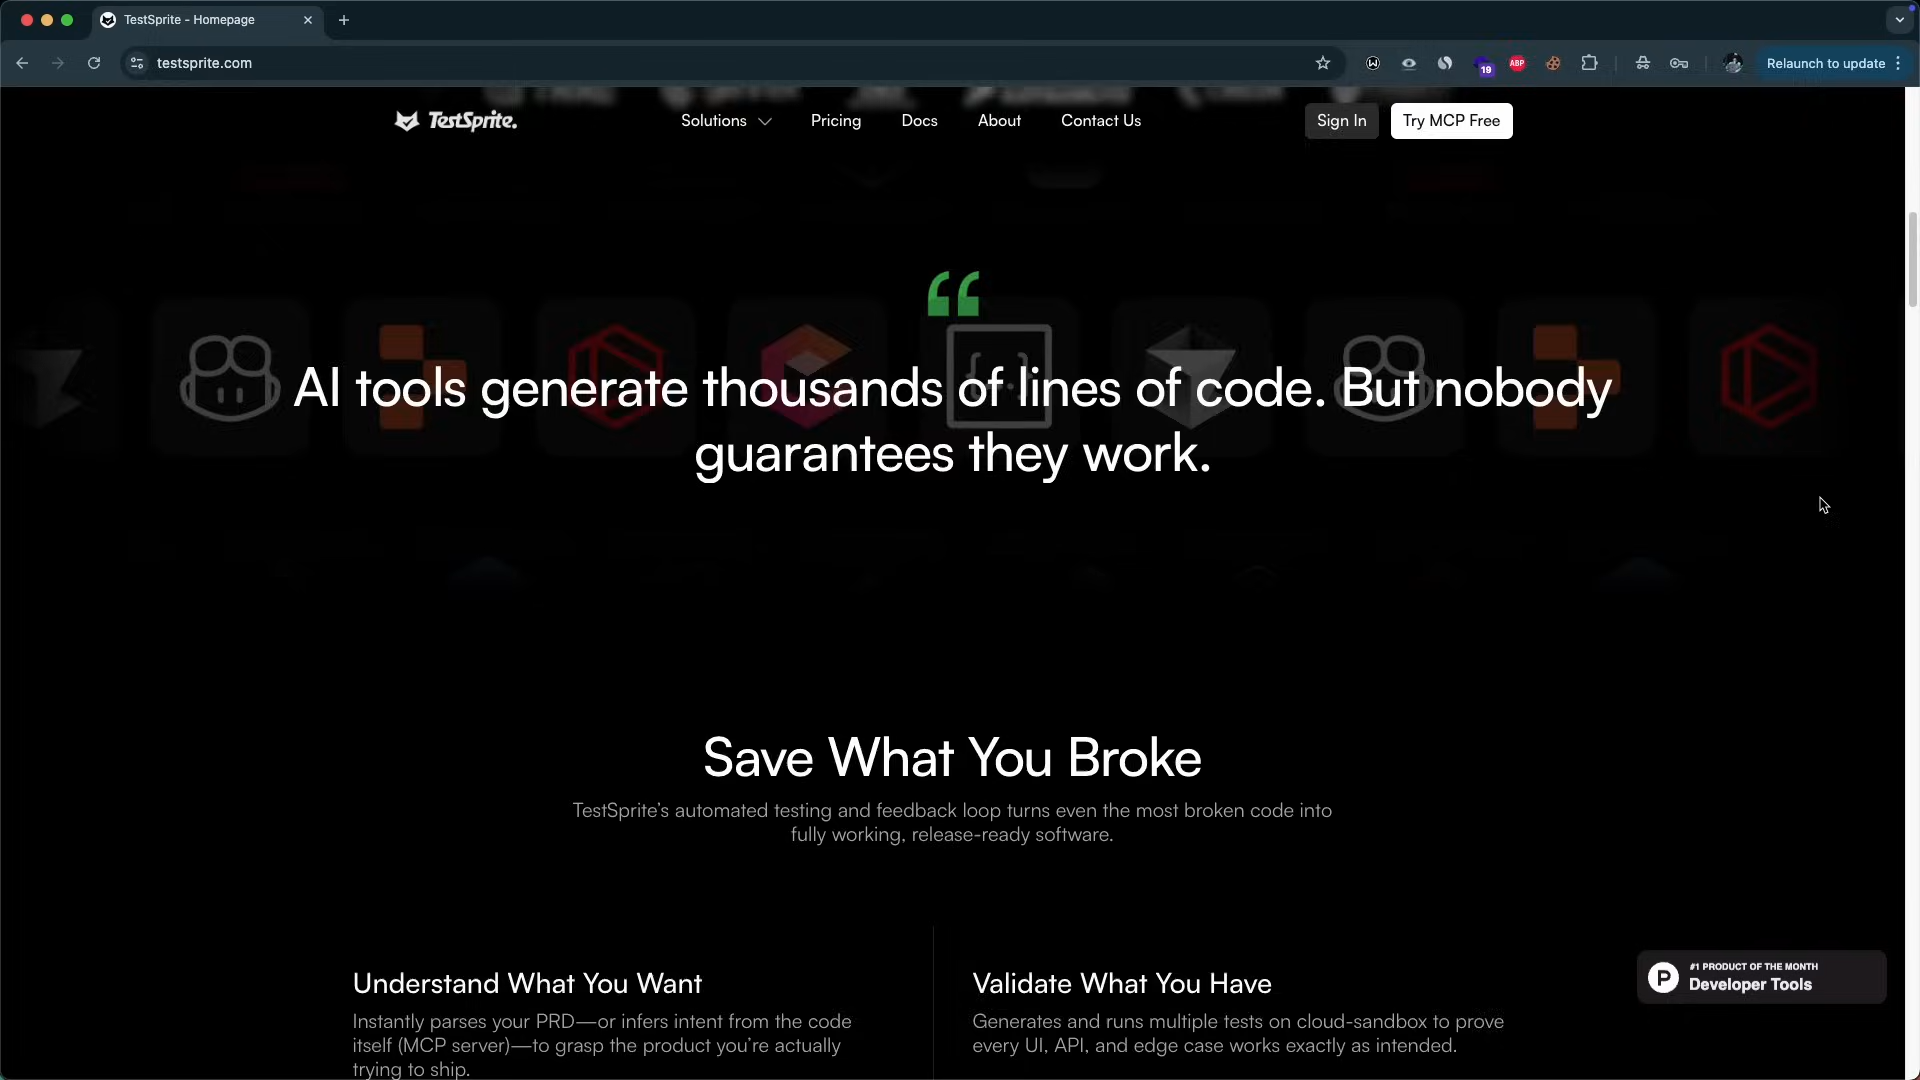 TestSprite - Homepage
testsprite.com
19
ABP
Relaunch to update
TestSprite.
Solutions
Pricing
Docs
About
Contact Us
Sign In
Try MCP Free
“
AI tools generate thousands of lines of code. But nobody
guarantees they work.
Save What You Broke
TestSprite’s automated testing and feedback loop turns even the most broken code into
fully working, release-ready software.
Understand What You Want
Instantly parses your PRD—or infers intent from the code
itself (MCP server)—to grasp the product you’re actually
trying to ship.
Validate What You Have
Generates and runs multiple tests on cloud-sandbox to prove
every UI, API, and edge case works exactly as intended.
P
#1 PRODUCT OF THE MONTH
Developer Tools